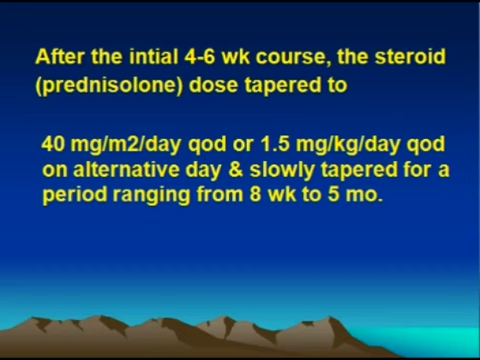 After the intial 4-6 wk course, the steroid
(prednisolone) dose tapered to
40 mg/m2/day qod or 1.5 mg/kg/day qod
on alternative day & slowly tapered for a
period ranging from 8 wk to 5 mo.